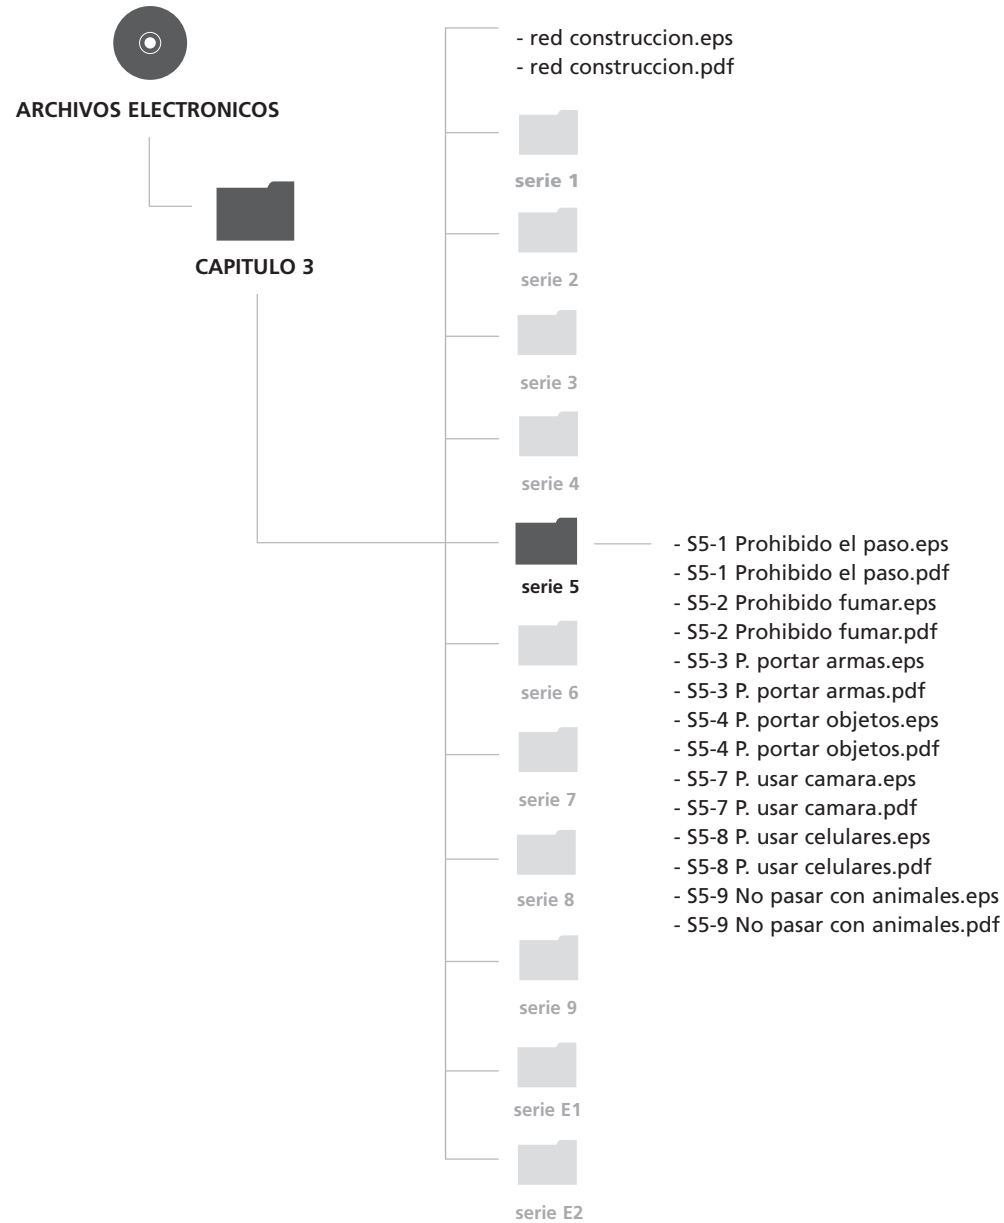 ARCHIVOS ELECTRONICOS
CAPITULO 3
- red construccion.eps
- red construccion.pdf
serie 1
serie 2
serie 3
serie 4
serie 5
- S5-1 Prohibido el paso.eps
- S5-1 Prohibido el paso.pdf
- S5-2 Prohibido fumar.eps
- S5-2 Prohibido fumar.pdf
- S5-3 P. portar armas.eps
- S5-3 P. portar armas.pdf
- S5-4 P. portar objetos.eps
- S5-4 P. portar objetos.pdf
- S5-7 P. usar camara.eps
- S5-7 P. usar camara.pdf
- S5-8 P. usar celulares.eps
- S5-8 P. usar celulares.pdf
- S5-9 No pasar con animales.eps
- S5-9 No pasar con animales.pdf
serie 6
serie 7
serie 8
serie 9
serie E1
serie E2